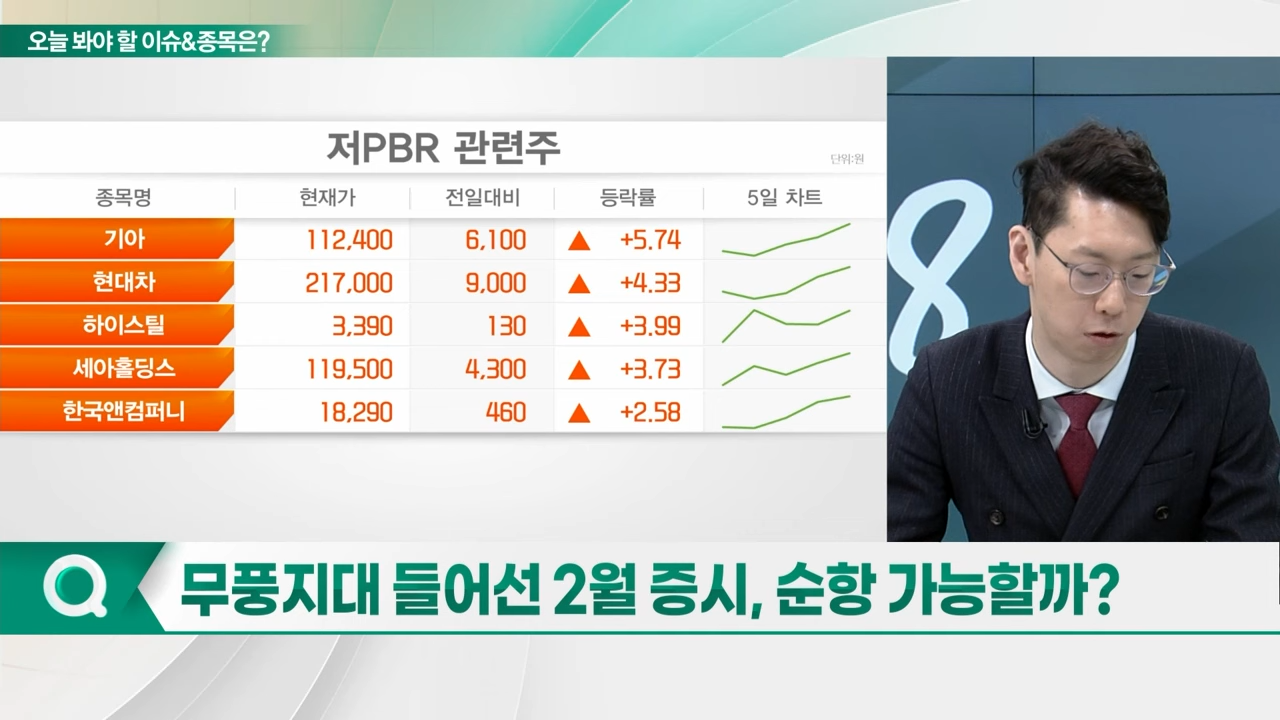 오늘 봐야 할 이슈&종목은?
저PBR 관련주
단위:원
종목명 현재가 전일대비 등락률 5일 차트
기아 112,400 6,100 ▲ +5.74
현대차 217,000 9,000 ▲ +4.33
하이스틸 3,390 130 ▲ +3.99
세아홀딩스 119,500 4,300 ▲ +3.73
한국앤컴퍼니 18,290 460 ▲ +2.58
8
무풍지대 들어선 2월 증시, 순항 가능할까?